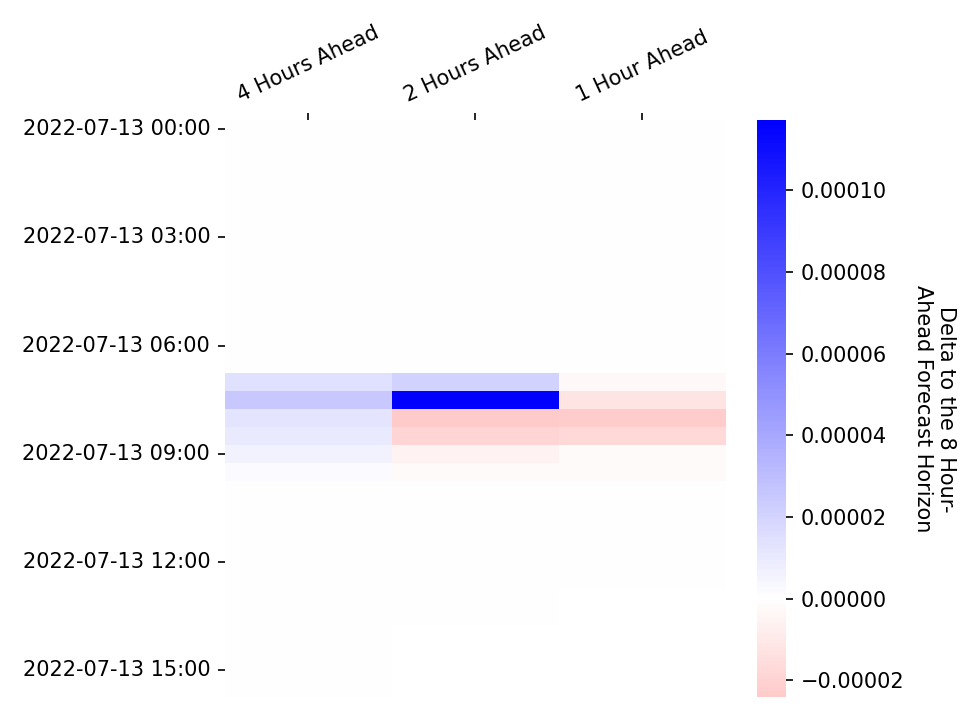 4 Hours Ahead
2 Hours Ahead
1 Hour Ahead
2022-07-13 00:00
2022-07-13 03:00
2022-07-13 06:00
2022-07-13 09:00
2022-07-13 12:00
2022-07-13 15:00
0.00010
0.00008
0.00006
0.00004
0.00002
0.00000
−0.00002
Delta to the 8 Hour-
Ahead Forecast Horizon